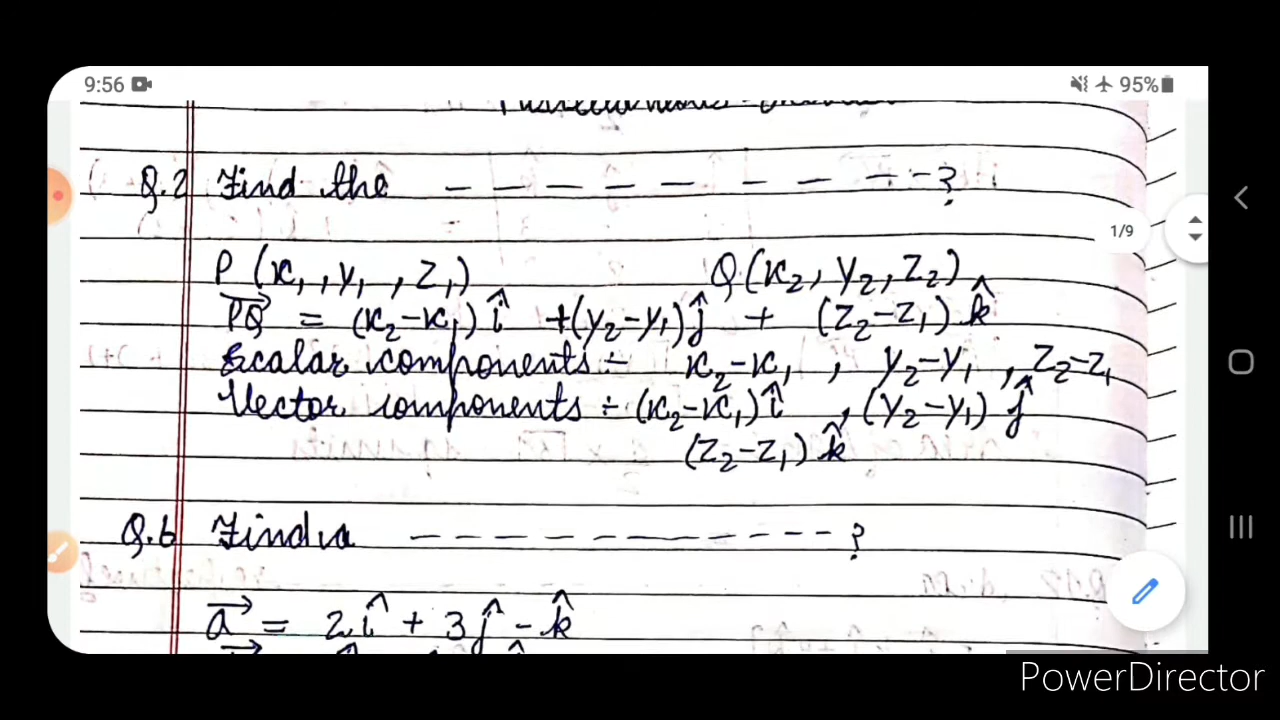 9:56 95%
Q.2 Find the - - - - - - - - - ?
1/9
P (x₁, y₁, z₁) Q(x₂, y₂, z₂)
PQ⃗ = (x₂-x₁) î +(y₂-y₁)ĵ + (z₂-z₁) k̂
Scalar components ÷ x₂-x₁, y₂-y₁, z₂-z₁
Vector components ÷ (x₂-x₁) î, (y₂-y₁) ĵ
(z₂-z₁) k̂
Q.6 Find a - - - - - - - - - - - - ?
a⃗ = 2î + 3ĵ - k̂
PowerDirector